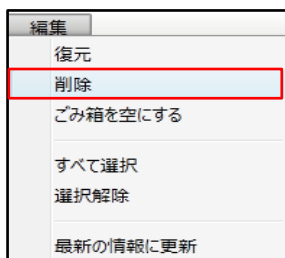 編集
復元
削除
ごみ箱を空にする
すべて選択
選択解除
最新の情報に更新